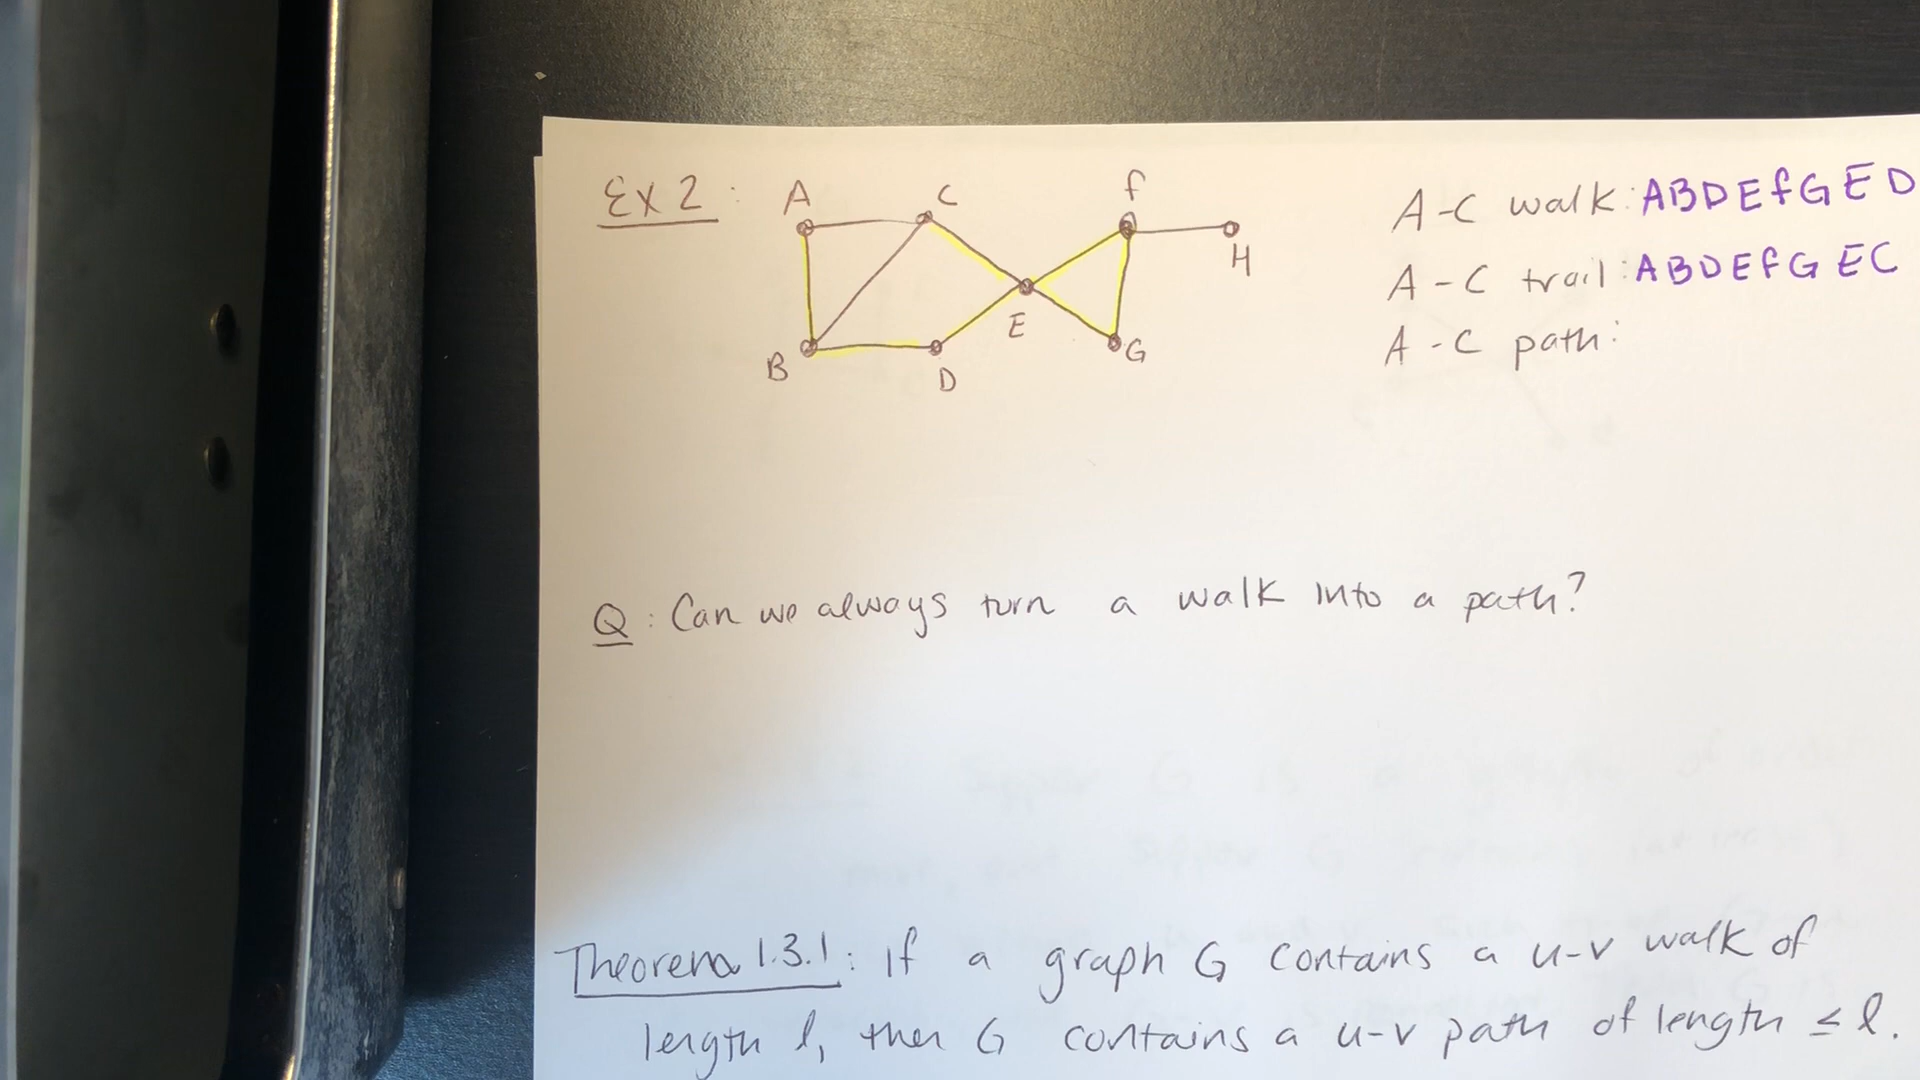 Ex 2:
A C f
H
E
B D G
A-C walk: ABDEfGED
A-C trail: ABDEfGEC
A-C path:
Q: Can we always turn a walk into a path?
Theorem 1.3.1: If a graph G contains a u-v walk of
length l, then G contains a u-v path of length ≤ l.